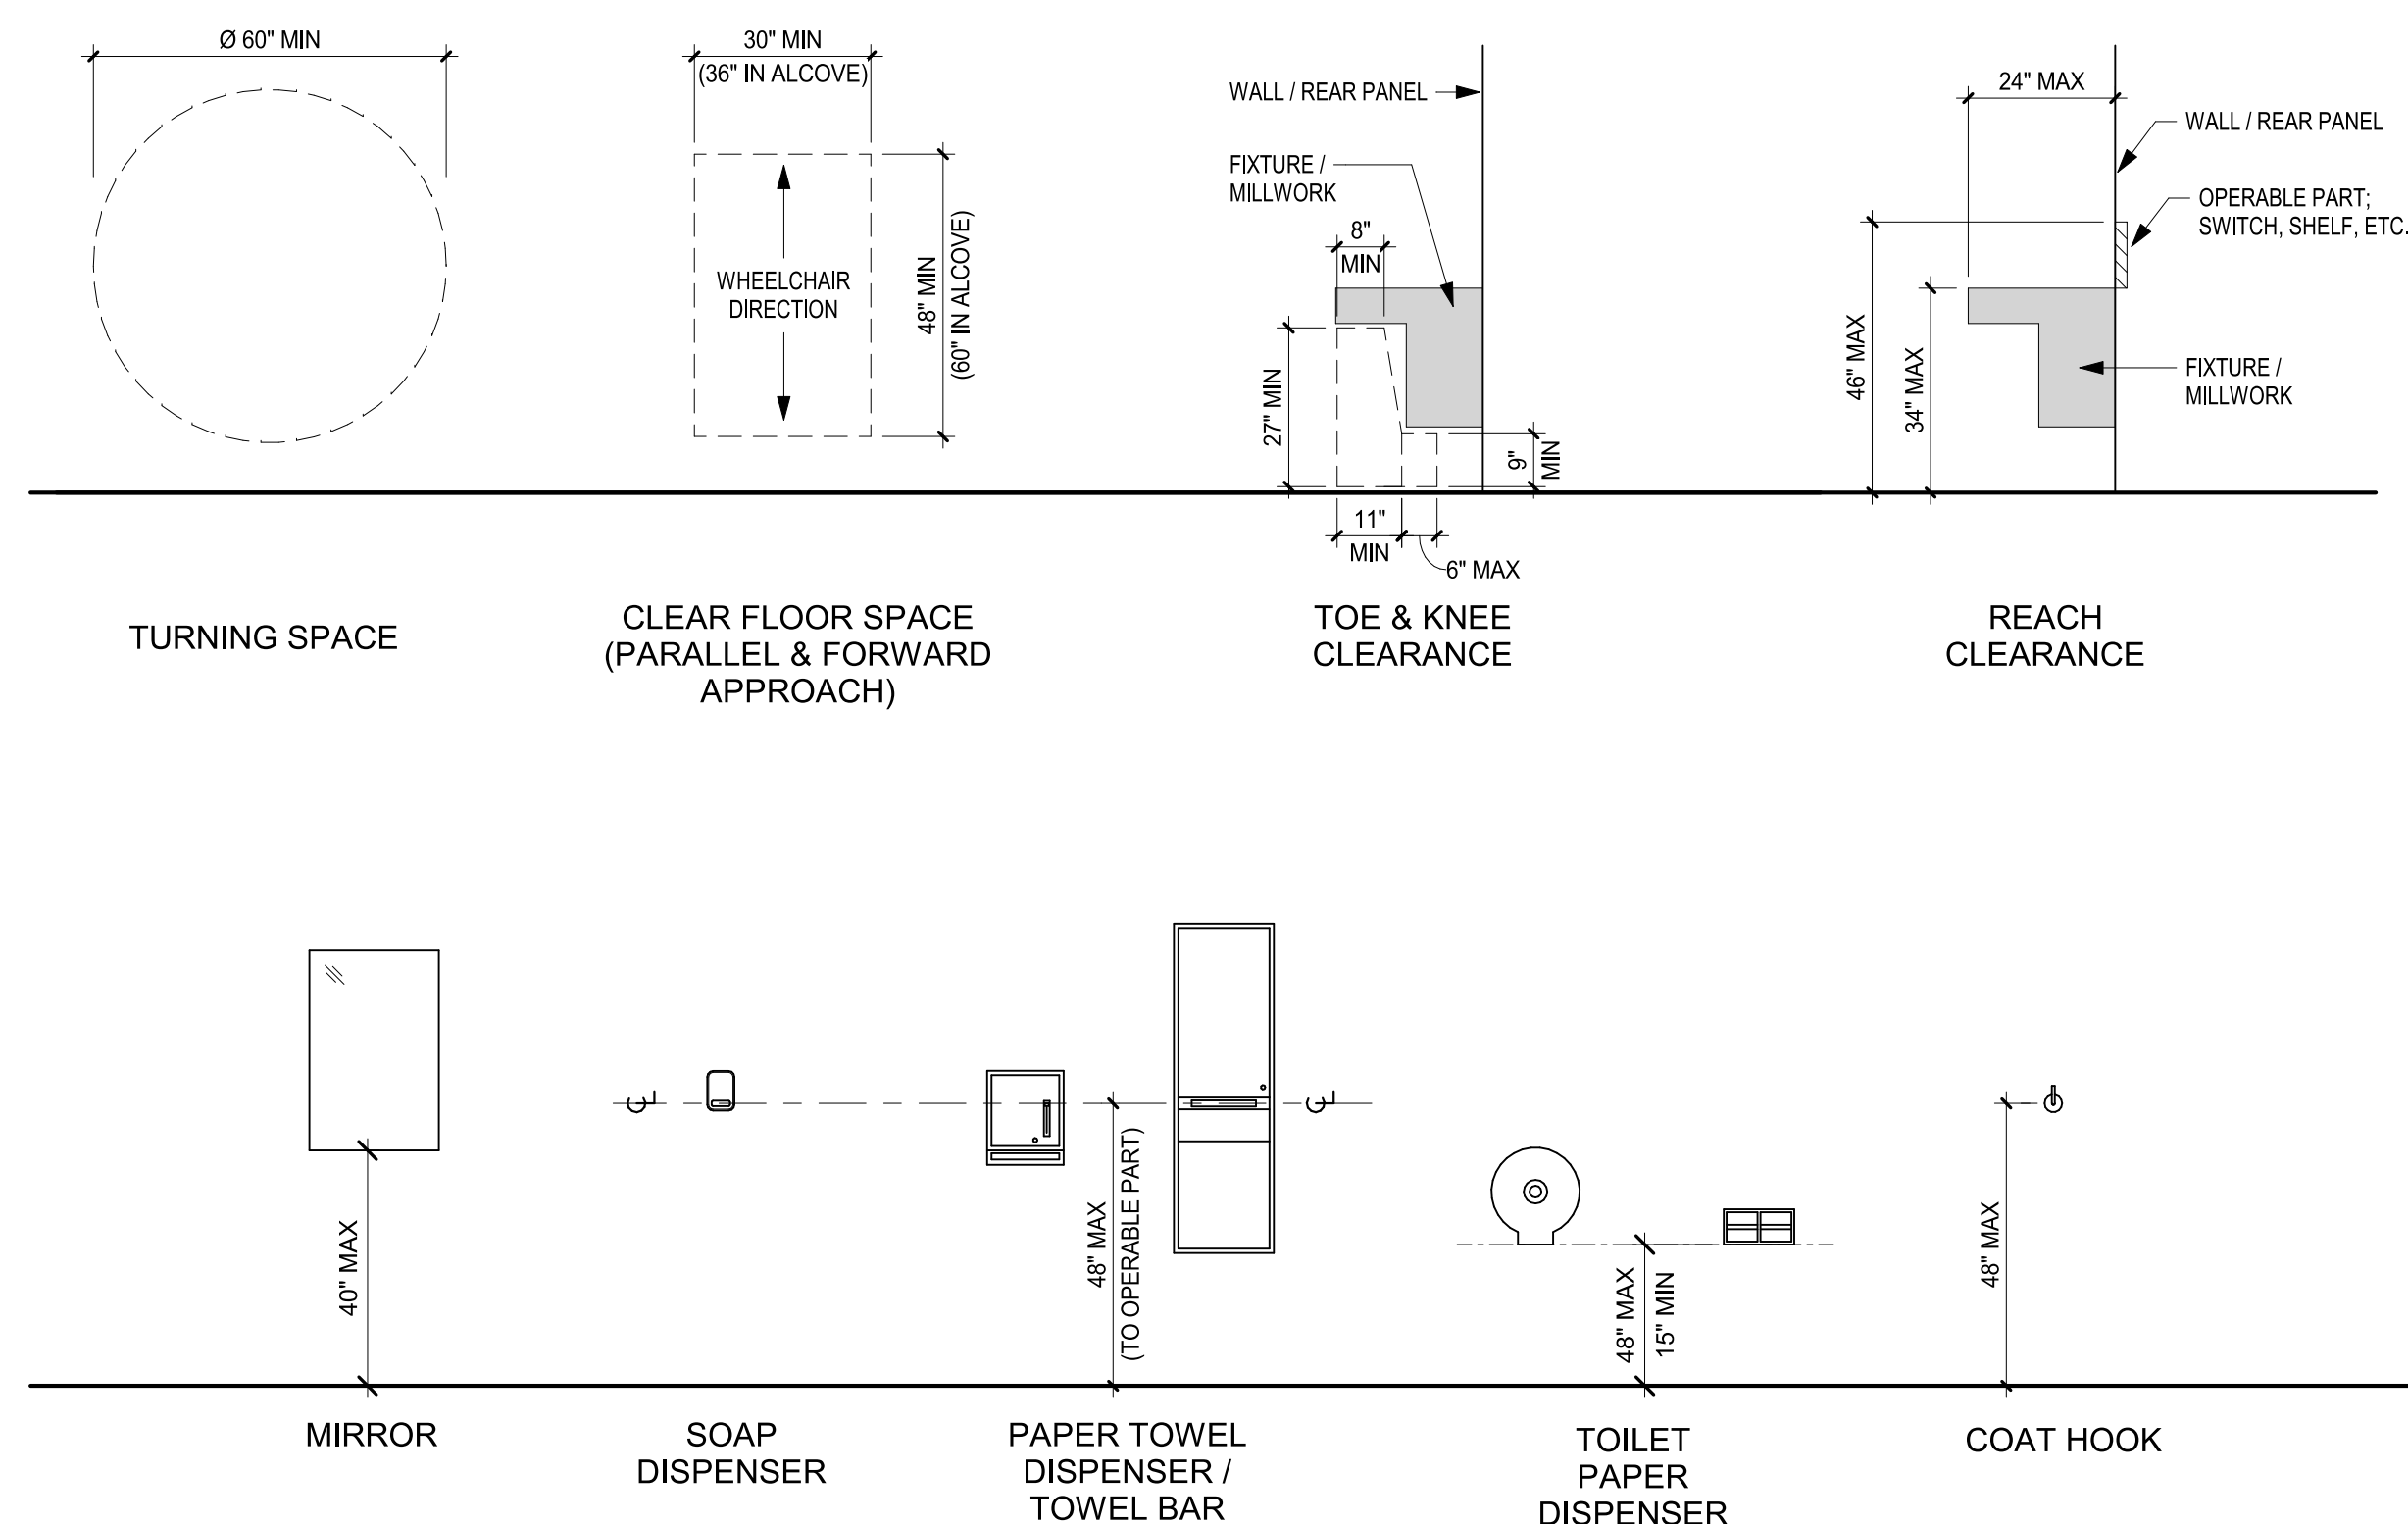 Ø 60" MIN
TURNING SPACE
30" MIN
(36" IN ALCOVE)
WHEELCHAIR
DIRECTION
48" MIN
(60" IN ALCOVE)
CLEAR FLOOR SPACE
(PARALLEL & FORWARD
APPROACH)
WALL / REAR PANEL
FIXTURE /
MILLWORK
8"
MIN
27" MIN
9"
MIN
11"
MIN
6" MAX
TOE & KNEE
CLEARANCE
24" MAX
WALL / REAR PANEL
OPERABLE PART;
SWITCH, SHELF, ETC.
46" MAX
34" MAX
FIXTURE /
MILLWORK
REACH
CLEARANCE
40" MAX
MIRROR
CL
SOAP
DISPENSER
48" MAX
(TO OPERABLE PART)
CL
PAPER TOWEL
DISPENSER /
TOWEL BAR
48" MAX
15" MIN
TOILET
PAPER
DISPENSER
48" MAX
COAT HOOK